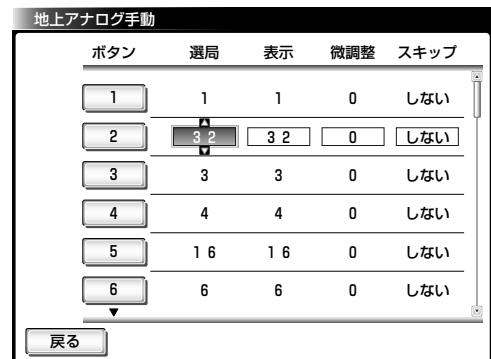 地上アナログ手動
ボタン 選局 表示 微調整 スキップ
1 1 1 0 しない
2 32 32 0 しない
3 3 3 0 しない
4 4 4 0 しない
5 16 16 0 しない
6 6 6 0 しない
戻る